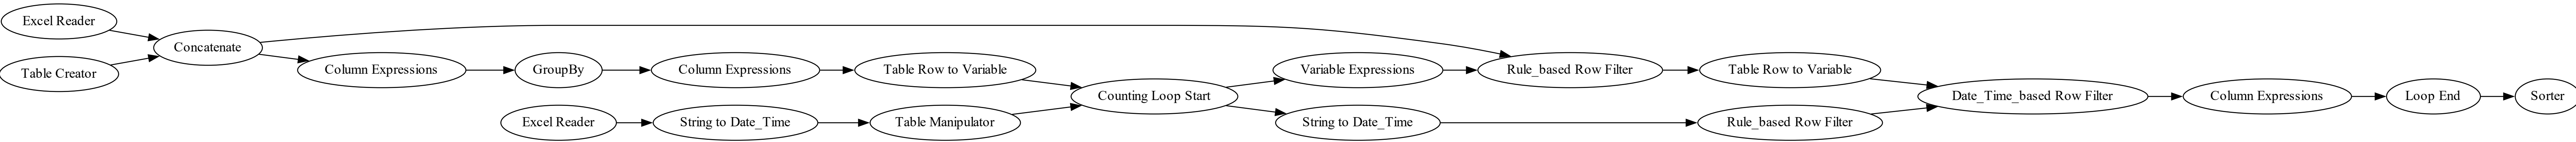 Excel Reader
Table Creator
Concatenate
Column Expressions
GroupBy
Column Expressions
Table Row to Variable
Excel Reader
String to Date_Time
Table Manipulator
Counting Loop Start
Variable Expressions
Rule_based Row Filter
Table Row to Variable
String to Date_Time
Rule_based Row Filter
Date_Time_based Row Filter
Column Expressions
Loop End
Sorter